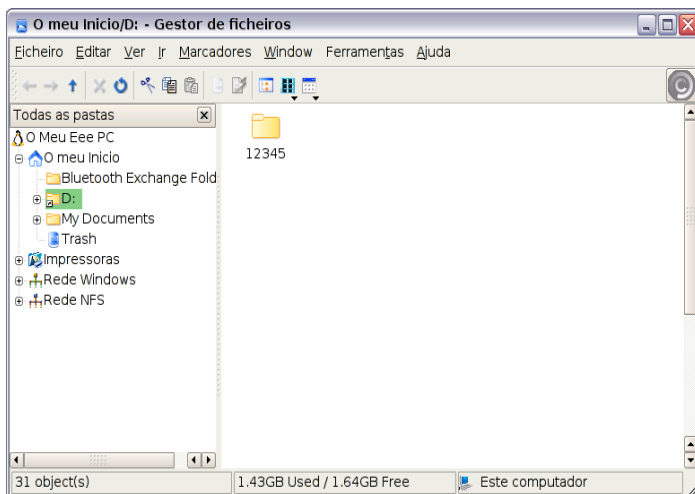 O meu Inicio/D: - Gestor de ficheiros
Ficheiro Editar Ver Ir Marcadores Window Ferramentas Ajuda
Todas as pastas
O Meu Eee PC
O meu Inicio
Bluetooth Exchange Fold
D:
My Documents
Trash
Impressoras
Rede Windows
Rede NFS
12345
31 object(s) 1.43GB Used / 1.64GB Free Este computador